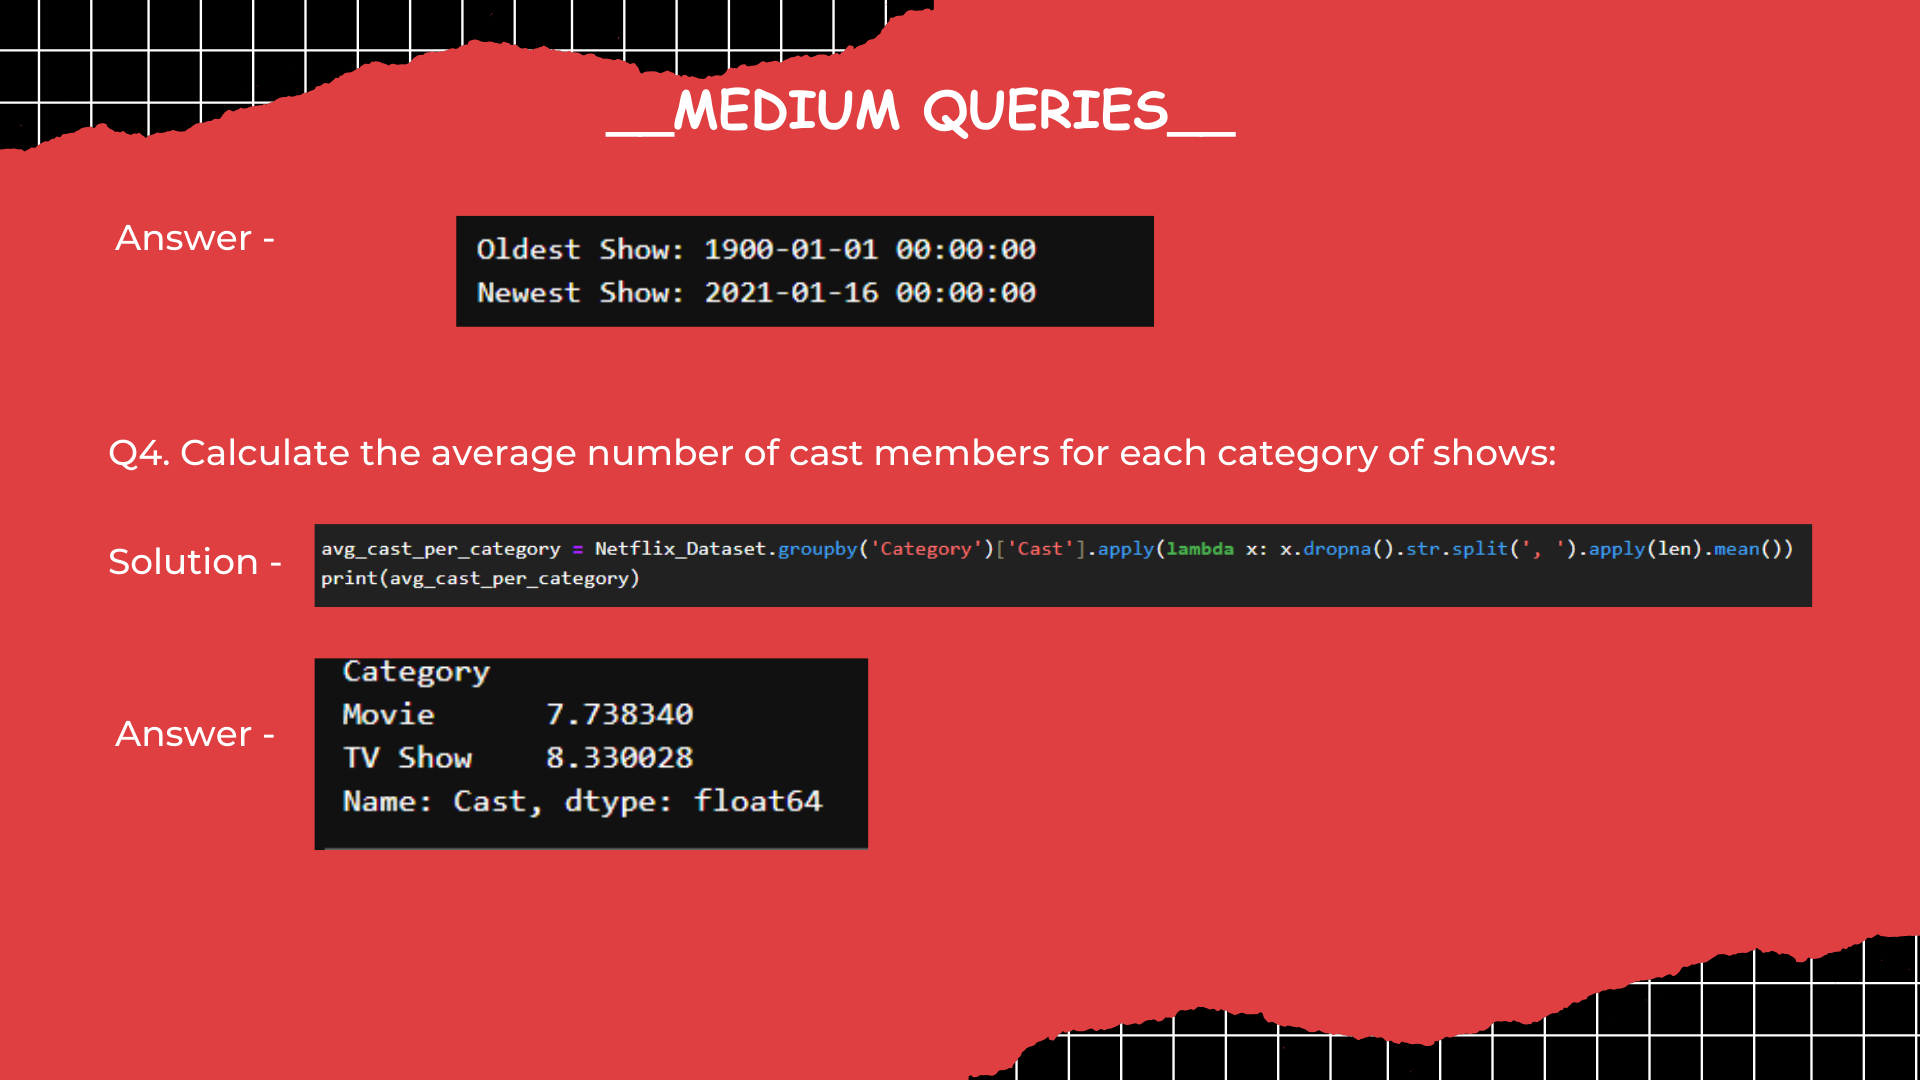 __MEDIUM QUERIES__
Answer -
Oldest Show: 1900-01-01 00:00:00
Newest Show: 2021-01-16 00:00:00
Q4. Calculate the average number of cast members for each category of shows:
Solution -
avg_cast_per_category = Netflix_Dataset.groupby('Category')['Cast'].apply(lambda x: x.dropna().str.split(', ').apply(len).mean())
print(avg_cast_per_category)
Answer -
Category
Movie 7.738340
TV Show 8.330028
Name: Cast, dtype: float64